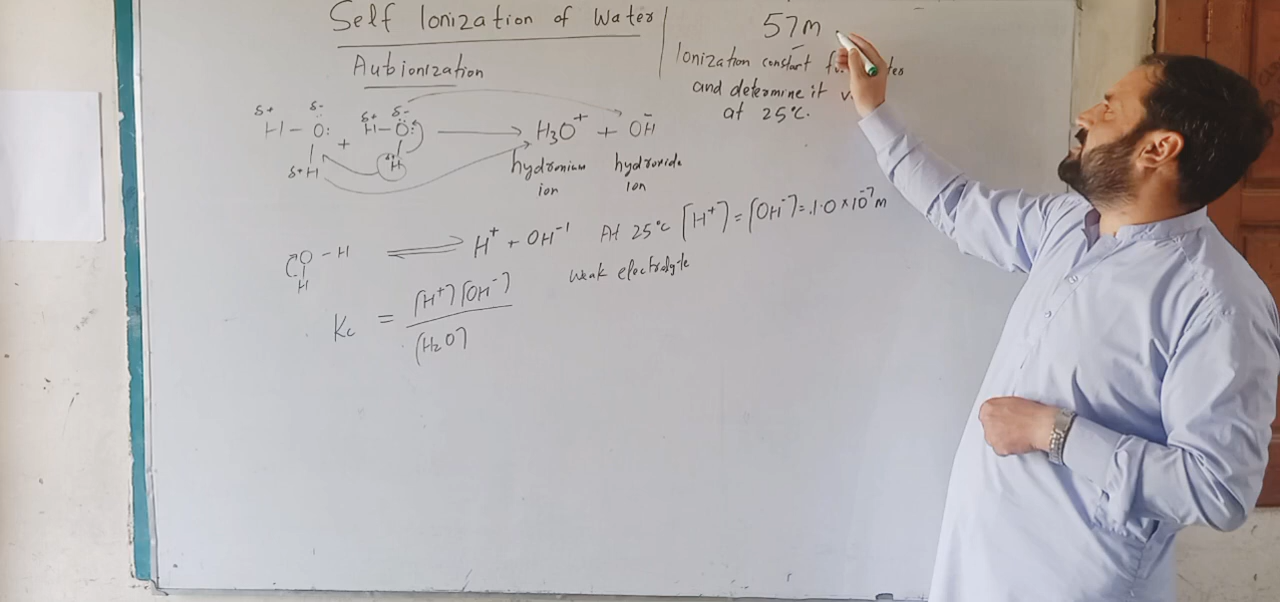 Self Ionization of Water
Autoionization
57m
Ionization constant
and determine it
at 25°C.
δ+ δ- δ+ δ-
H–O: + H–O: → H₃O⁺ + OH⁻
δ+H H
hydronium hydroxide
ion ion
O–H ⇌ H⁺ + OH⁻¹ At 25°C [H⁺] = [OH⁻] = 1.0 × 10⁻⁷m
H
weak electrolyte
Kc = [H⁺][OH⁻]
[H₂O]